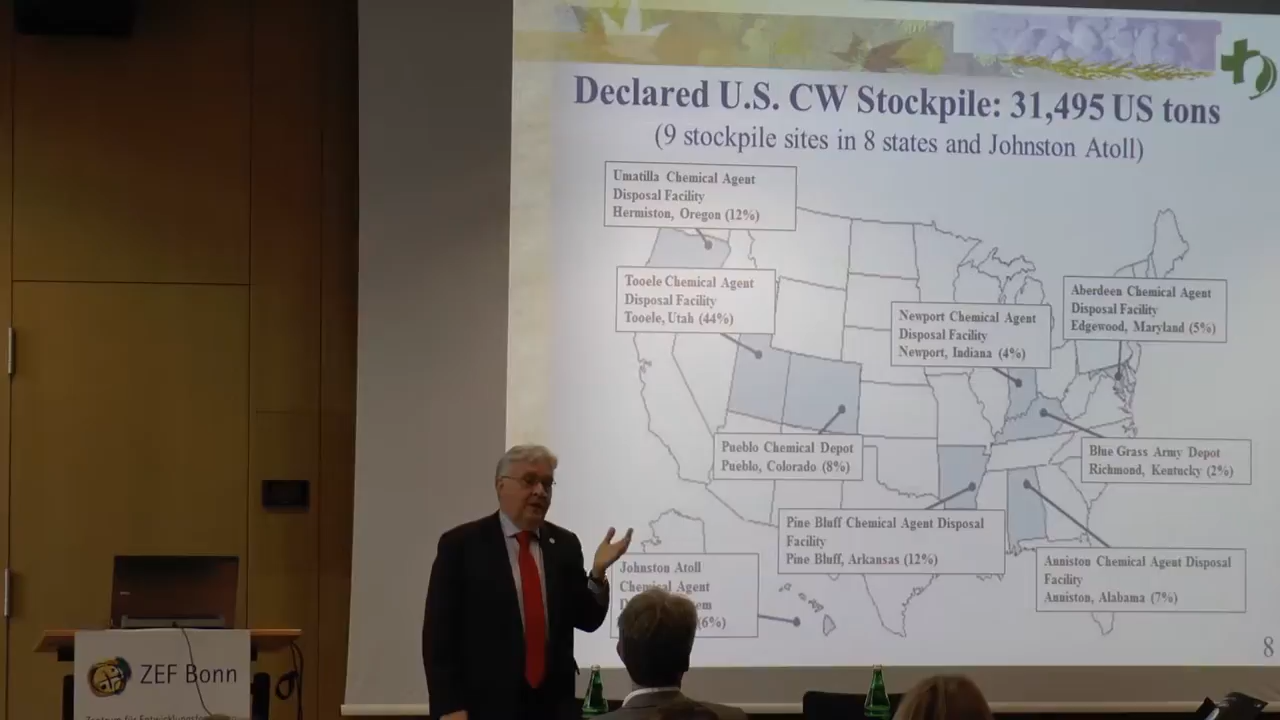 Declared U.S. CW Stockpile: 31,495 US tons
(9 stockpile sites in 8 states and Johnston Atoll)
Umatilla Chemical Agent
Disposal Facility
Hermiston, Oregon (12%)
Tooele Chemical Agent
Disposal Facility
Tooele, Utah (44%)
Newport Chemical Agent
Disposal Facility
Newport, Indiana (4%)
Aberdeen Chemical Agent
Disposal Facility
Edgewood, Maryland (5%)
Pueblo Chemical Depot
Pueblo, Colorado (8%)
Blue Grass Army Depot
Richmond, Kentucky (2%)
Pine Bluff Chemical Agent Disposal
Facility
Pine Bluff, Arkansas (12%)
Anniston Chemical Agent Disposal
Facility
Anniston, Alabama (7%)
Johnston Atoll
Chemical Agent
(6%)
8
ZEF Bonn